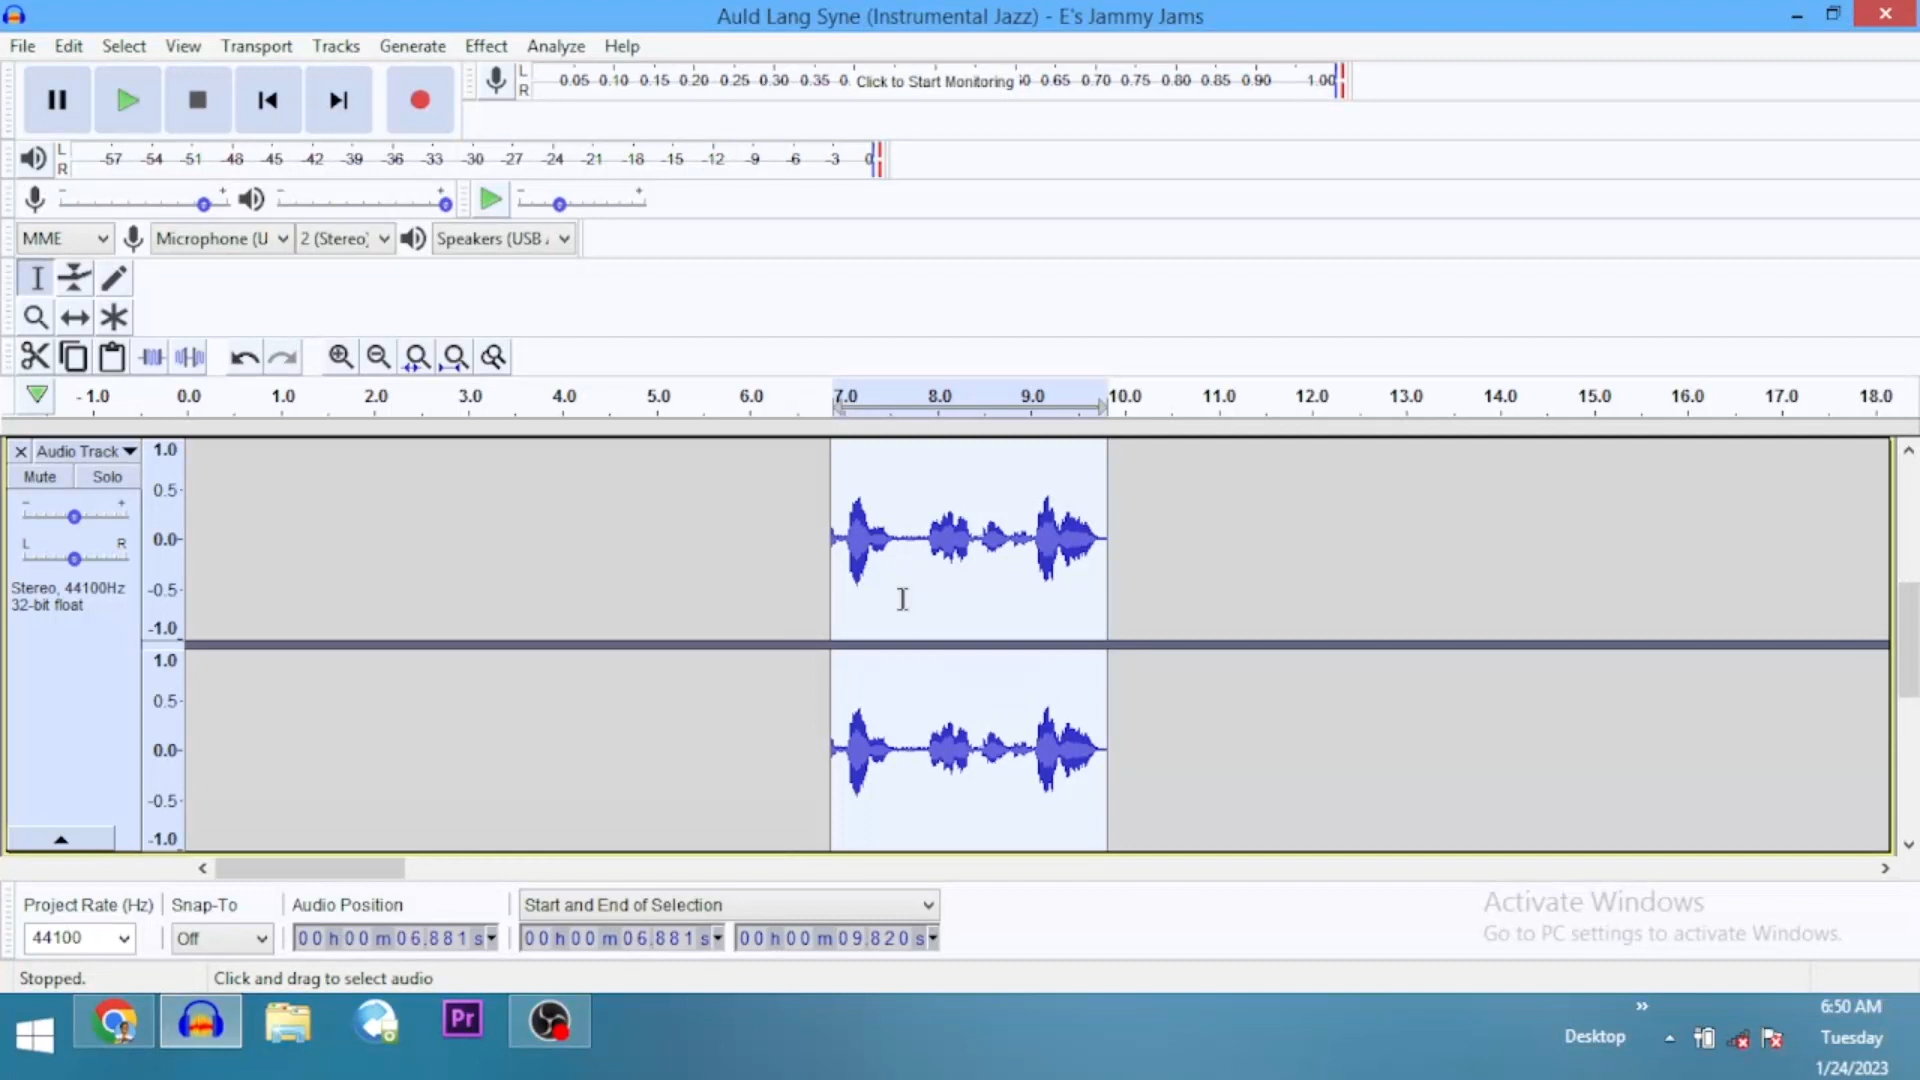 Auld Lang Syne (Instrumental Jazz) - E's Jammy Jams
File Edit Select View Transport Tracks Generate Effect Analyze Help
L
R
0.05 0.10 0.15 0.20 0.25 0.30 0.35 0. Click to Start Monitoring 0 0.65 0.70 0.75 0.80 0.85 0.90 1.00
L
R
-57 -54 -51 -48 -45 -42 -39 -36 -33 -30 -27 -24 -21 -18 -15 -12 -9 -6 -3 0
- + - + - +
MME Microphone (U 2 (Stereo) Speakers (USB
-1.0 0.0 1.0 2.0 3.0 4.0 5.0 6.0 7.0 8.0 9.0 10.0 11.0 12.0 13.0 14.0 15.0 16.0 17.0 18.0
Audio Track 1.0
Mute Solo
0.5
- +
L R
0.0
Stereo, 44100Hz
-0.5
32-bit float
-1.0
1.0
0.5
0.0
-0.5
-1.0
Project Rate (Hz) Snap-To Audio Position Start and End of Selection
44100 Off 00 h 00 m 06.881 s 00 h 00 m 06.881 s 00 h 00 m 09.820 s
Activate Windows
Go to PC settings to activate Windows.
Stopped. Click and drag to select audio
Pr
Desktop
6:50 AM
Tuesday
1/24/2023